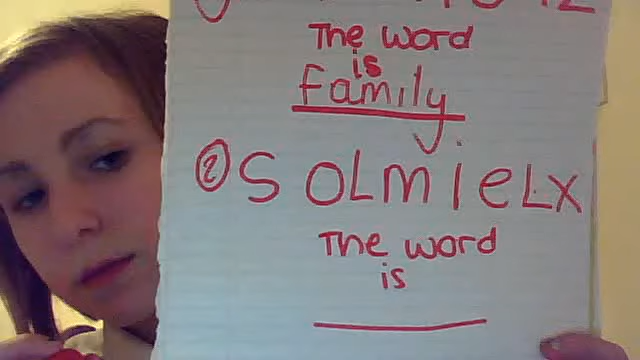 The word
is
family
② S O L m i e L x
The word
is